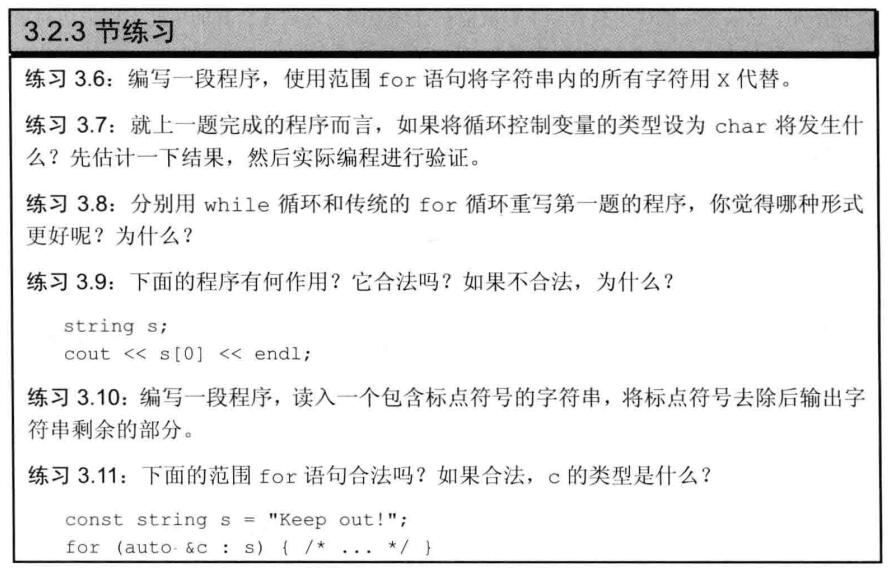 3.2.3 节练习
练习 3.6：编写一段程序，使用范围 for 语句将字符串内的所有字符用 X 代替。
练习 3.7：就上一题完成的程序而言，如果将循环控制变量的类型设为 char 将发生什
么？先估计一下结果，然后实际编程进行验证。
练习 3.8：分别用 while 循环和传统的 for 循环重写第一题的程序，你觉得哪种形式
更好呢？为什么？
练习 3.9：下面的程序有何作用？它合法吗？如果不合法，为什么？
string s;
cout << s[0] << endl;
练习 3.10：编写一段程序，读入一个包含标点符号的字符串，将标点符号去除后输出字
符串剩余的部分。
练习 3.11：下面的范围 for 语句合法吗？如果合法，c 的类型是什么？
const string s = "Keep out!";
for (auto &c : s) { /* ... */ }